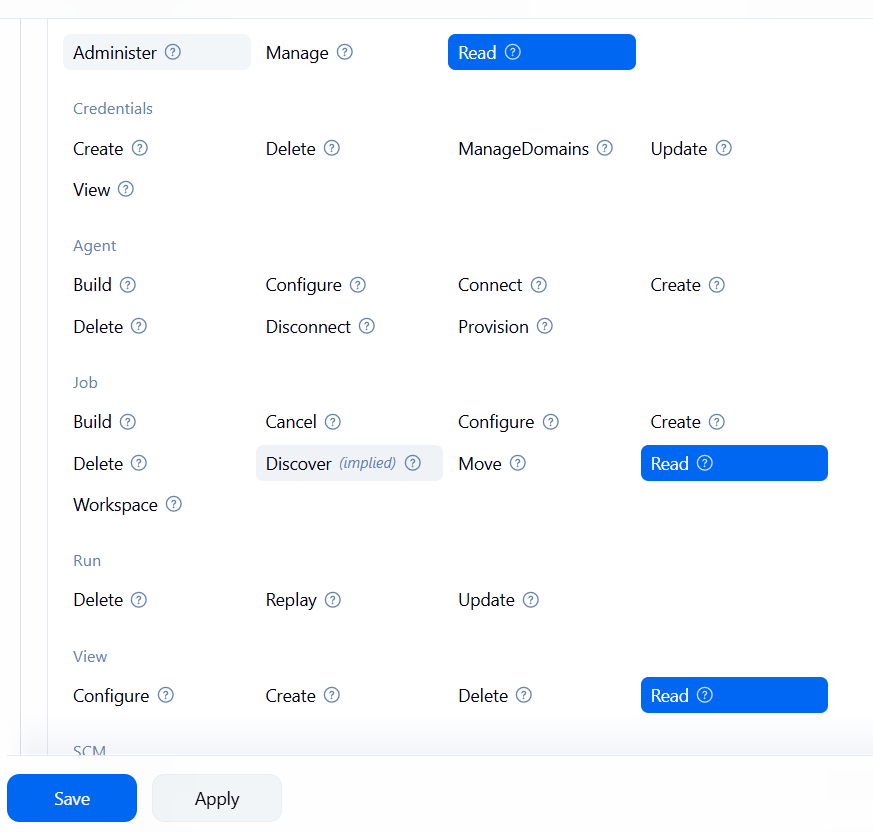 Administer Manage Read
Credentials
Create Delete ManageDomains Update
View
Agent
Build Configure Connect Create
Delete Disconnect Provision
Job
Build Cancel Configure Create
Delete Discover (implied) Move Read
Workspace
Run
Delete Replay Update
View
Configure Create Delete Read
SCM
Save Apply